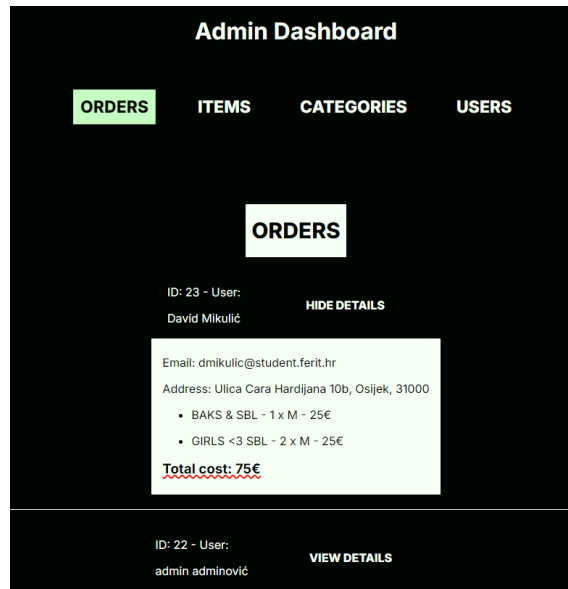 Admin Dashboard
ORDERS ITEMS CATEGORIES USERS
ORDERS
ID: 23 - User:
David Mikulić
HIDE DETAILS
Email: dmikulic@student.ferit.hr
Address: Ulica Cara Hardijana 10b, Osijek, 31000
• BAKS & SBL - 1 x M - 25€
• GIRLS <3 SBL - 2 x M - 25€
Total cost: 75€
ID: 22 - User:
admin adminović
VIEW DETAILS